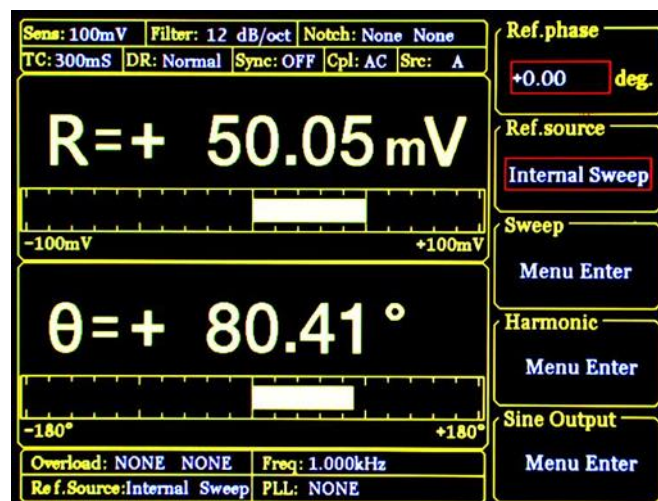 Sens: 100mV Filter: 12 dB/oct Notch: None None
TC: 300mS DR: Normal Sync: OFF Cpl: AC Src: A
R=+ 50.05 mV
-100mV +100mV
θ=+ 80.41 °
-180° +180°
Overload: NONE NONE Freq: 1.000kHz
Ref.Source:Internal Sweep PLL: NONE
Ref.phase
+0.00 deg.
Ref.source
Internal Sweep
Sweep
Menu Enter
Harmonic
Menu Enter
Sine Output
Menu Enter